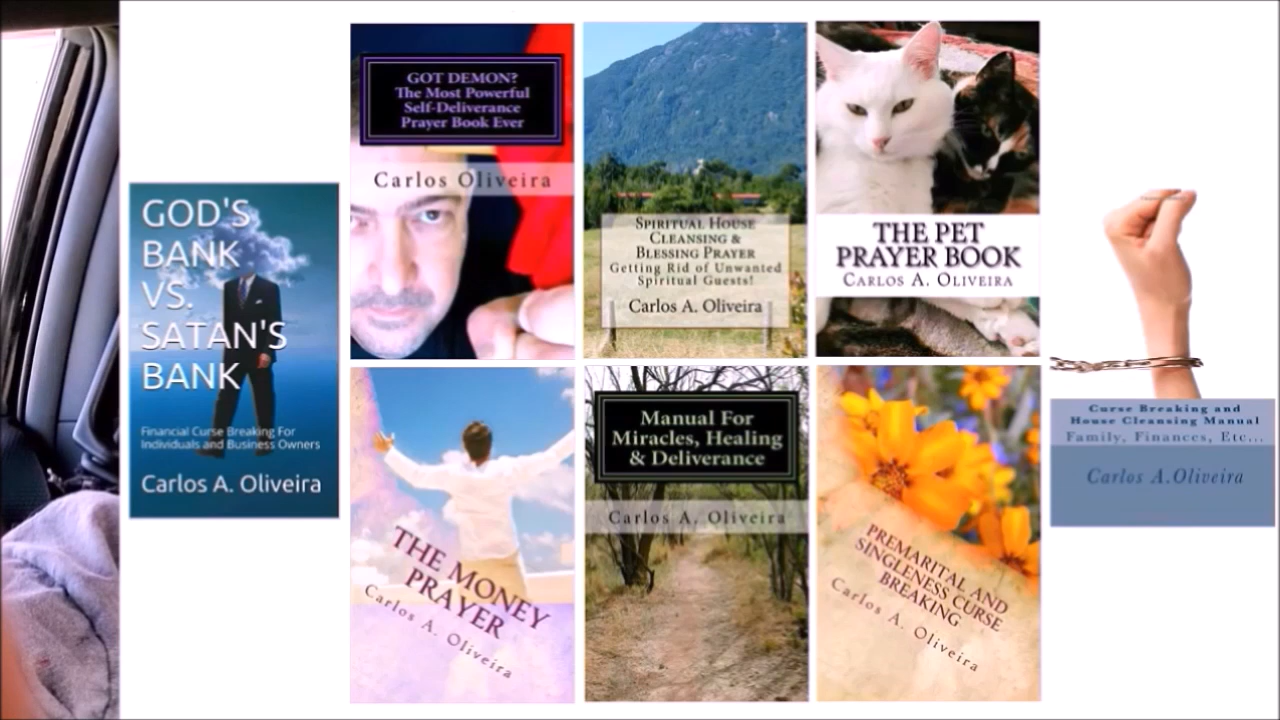 GOD'S
BANK
VS.
SATAN'S
BANK
Financial Curse Breaking For
Individuals and Business Owners
Carlos A. Oliveira
GOT DEMON?
The Most Powerful
Self-Deliverance
Prayer Book Ever
Carlos Oliveira
SPIRITUAL HOUSE
CLEANSING &
BLESSING PRAYER
Getting Rid of Unwanted
Spiritual Guests!
Carlos A. Oliveira
THE PET
PRAYER BOOK
CARLOS A. OLIVEIRA
THE MONEY
PRAYER
Carlos A. Oliveira
Manual For
Miracles, Healing
& Deliverance
Carlos A. Oliveira
PREMARITAL AND
SINGLENESS CURSE
BREAKING
Carlos A. Oliveira
Curse Breaking and
House Cleansing Manual
Family, Finances, Etc...
Carlos A.Oliveira